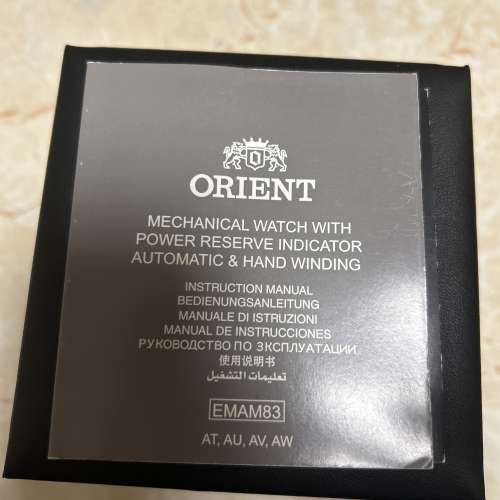 ORIENT
MECHANICAL WATCH WITH
POWER RESERVE INDICATOR
AUTOMATIC & HAND WINDING
INSTRUCTION MANUAL
BEDIENUNGSANLEITUNG
MANUALE DI ISTRUZIONI
MANUAL DE INSTRUCCIONES
РУКОВОДСТВО ПО ЗКСПЛУАТАЦИИ
使用说明书
تعليمات التشغيل
EMAM83
AT, AU, AV, AW